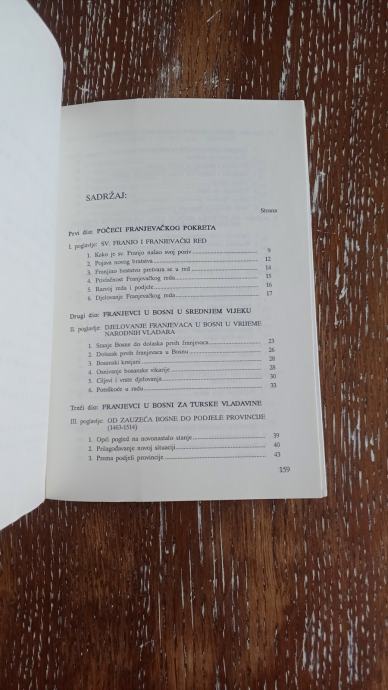 SADRŽAJ:
Strana
Prvi dio: POČECI FRANJEVAČKOG POKRETA
I. poglavlje: SV. FRANJO I FRANJEVAČKI RED
1. Kako je sv. Franjo našao svoj poziv 9
2. Pojava novog bratstva 12
3. Franjino bratstvo pretvara se u red 14
4. Privlačnost Franjevačkog reda 15
5. Razvoj reda i podjele 16
6. Djelovanje Franjevačkog reda 17
Drugi dio: FRANJEVCI U BOSNI U SREDNJEM VIJEKU
II. poglavlje: DJELOVANJE FRANJEVACA U BOSNI U VRIJEME
NARODNIH VLADARA
1. Stanje Bosne do dolaska prvih franjevaca 23
2. Dolazak prvih franjevaca u Bosnu 26
3. Bosanski krstjani 28
4. Osnivanje bosanske vikarije 28
5. Ciljevi i vrste djelovanja 30
6. Poteškoće u radu 33
Treći dio: FRANJEVCI U BOSNI ZA TURSKE VLADAVINE
III. poglavlje: OD ZAUZEĆA BOSNE DO PODJELE PROVINCIJE
(1463-1514)
1. Opći pogled na novonastalo stanje 39
2. Prilagođavanje novoj situaciji 40
3. Prema podjeli provincije 43
159